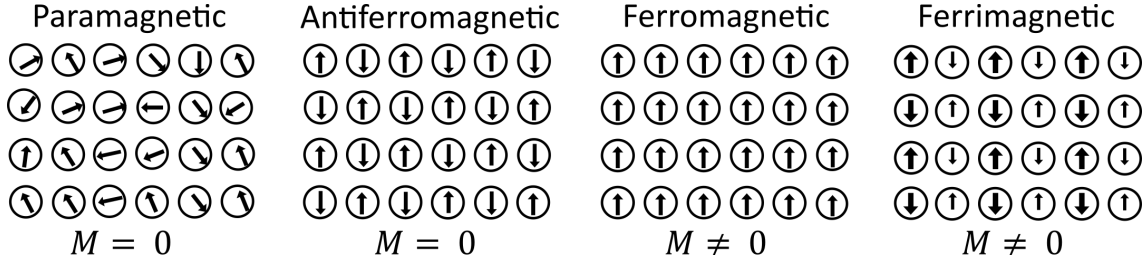 Paramagnetic
Antiferromagnetic
Ferromagnetic
Ferrimagnetic
M = 0
M = 0
M ≠ 0
M ≠ 0